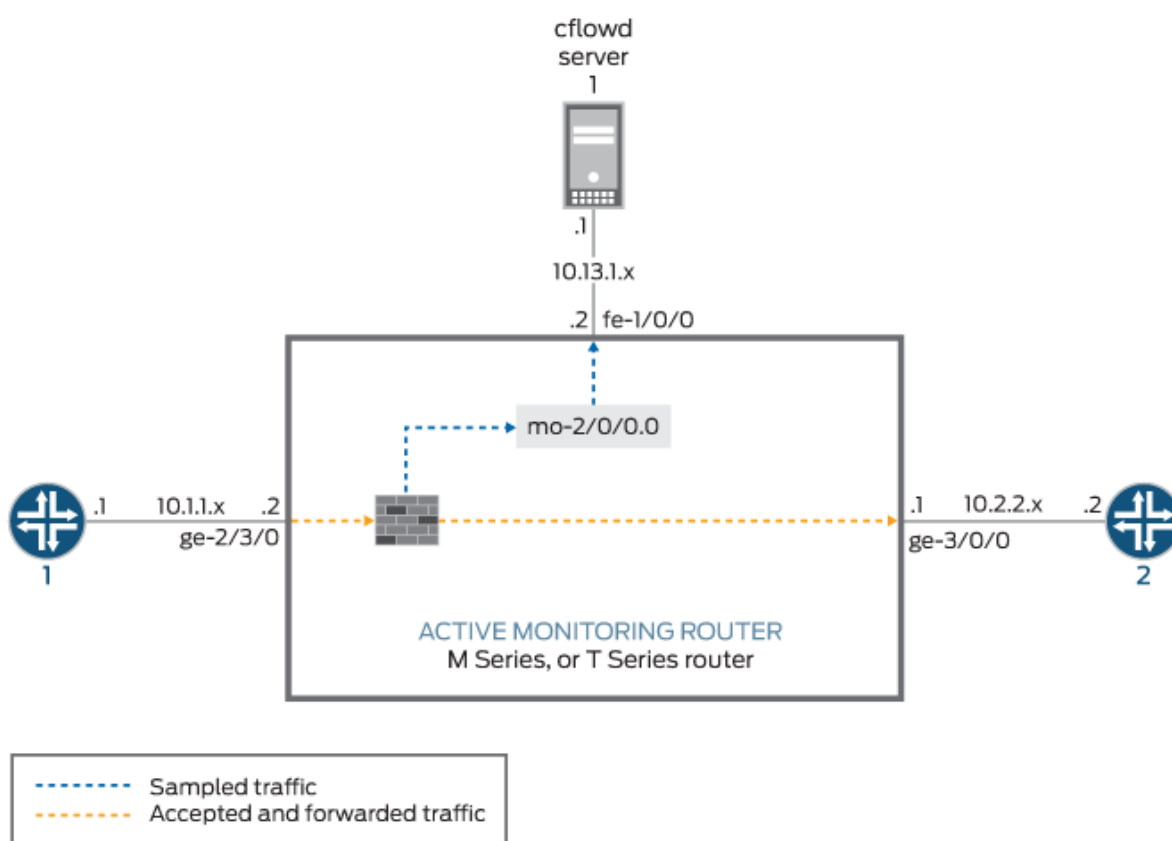 cflowd
server
1
.1
10.13.1.x
.2 fe-1/0/0
mo-2/0/0.0
.1 10.1.1.x .2
ge-2/3/0
1
.1 10.2.2.x .2
ge-3/0/0
2
ACTIVE MONITORING ROUTER
M Series, or T Series router
Sampled traffic
Accepted and forwarded traffic